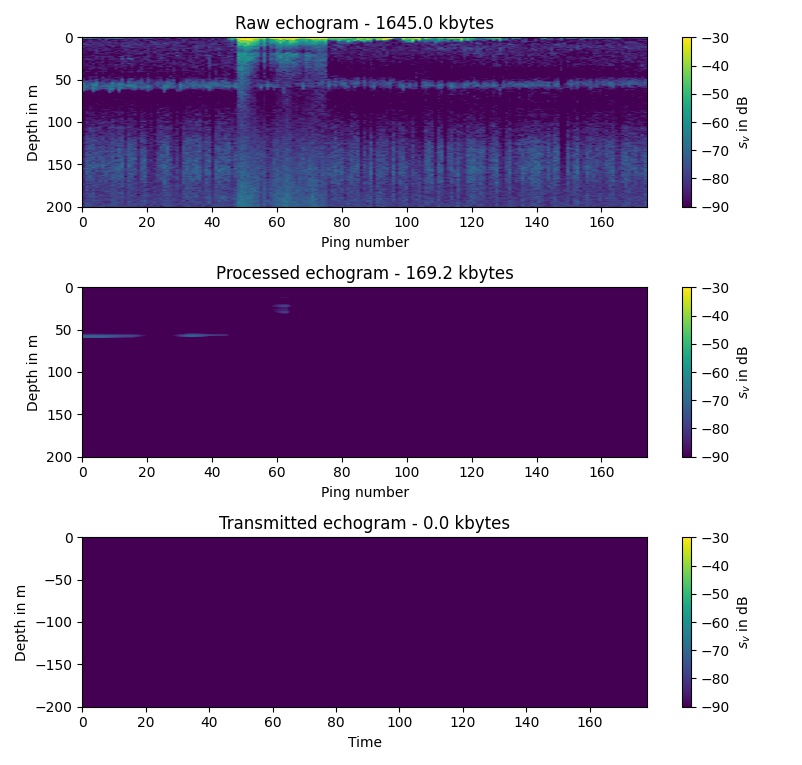 Raw echogram - 1645.0 kbytes
0
50
100
150
200
Depth in m
0 20 40 60 80 100 120 140 160
Ping number
−30
−40
−50
−60
−70
−80
−90
sv in dB
Processed echogram - 169.2 kbytes
0
50
100
150
200
Depth in m
0 20 40 60 80 100 120 140 160
Ping number
−30
−40
−50
−60
−70
−80
−90
sv in dB
Transmitted echogram - 0.0 kbytes
0
−50
−100
−150
−200
Depth in m
0 20 40 60 80 100 120 140 160
Time
−30
−40
−50
−60
−70
−80
−90
sv in dB